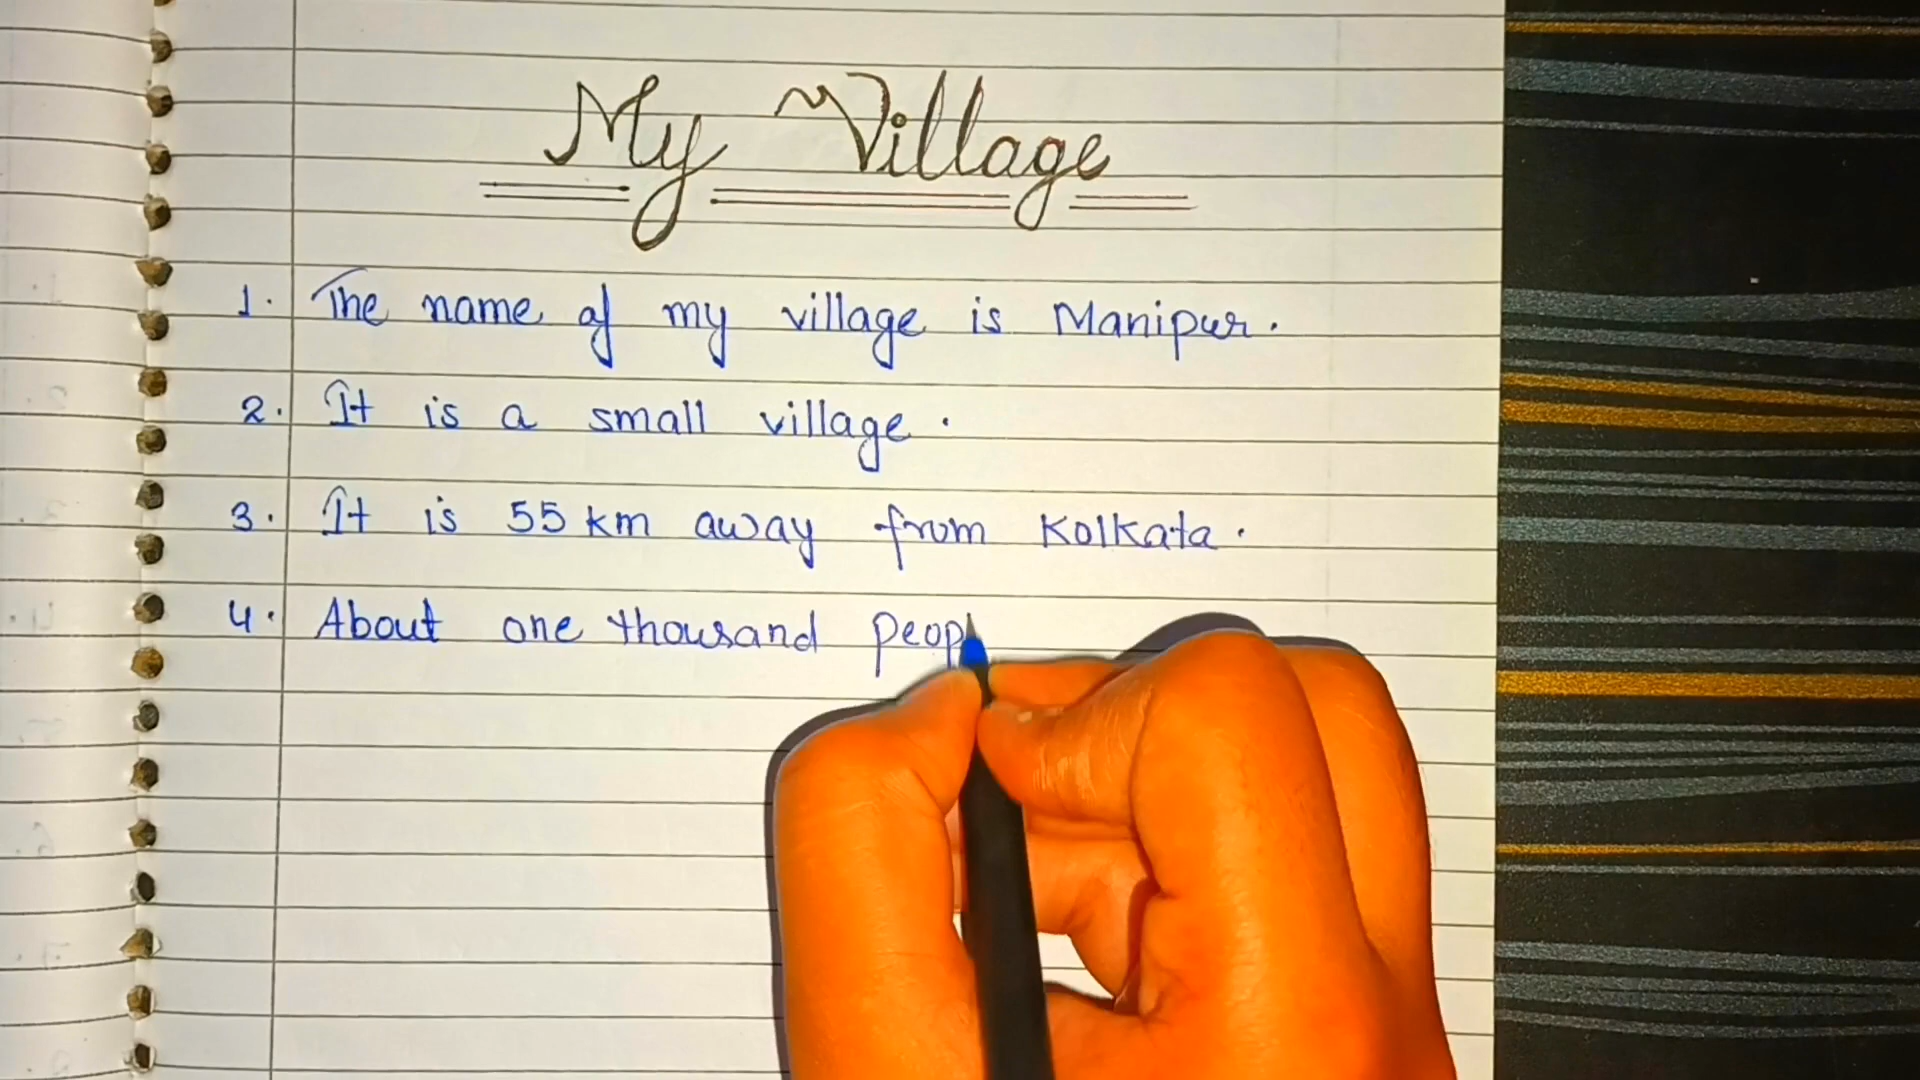 My Village
1. The name of my village is Manipur.
2. It is a small village.
3. It is 55 km away from Kolkata.
4. About one thousand peop